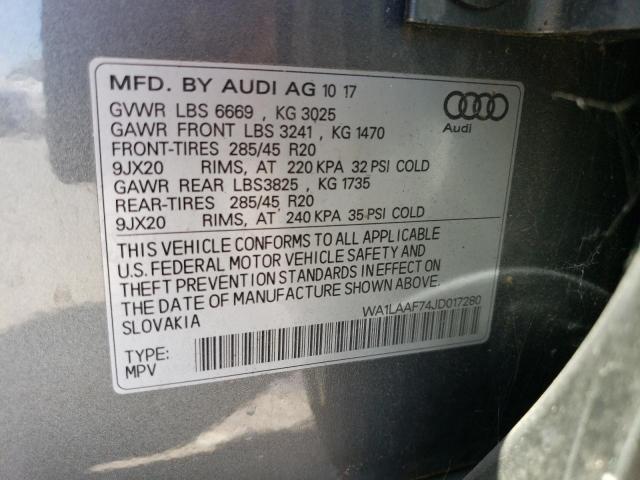 MFD. BY AUDI AG 10 17
GVWR LBS 6669 , KG 3025
GAWR FRONT LBS 3241 , KG 1470
FRONT-TIRES 285/45 R20
9JX20 RIMS, AT 220 KPA 32 PSI COLD
GAWR REAR LBS3825 , KG 1735
REAR-TIRES 285/45 R20
9JX20 RIMS, AT 240 KPA 35 PSI COLD
Audi
THIS VEHICLE CONFORMS TO ALL APPLICABLE
U.S. FEDERAL MOTOR VEHICLE SAFETY AND
THEFT PREVENTION STANDARDS IN EFFECT ON
THE DATE OF MANUFACTURE SHOWN ABOVE.
SLOVAKIA
WA1LAAF74JD017280
TYPE:
MPV